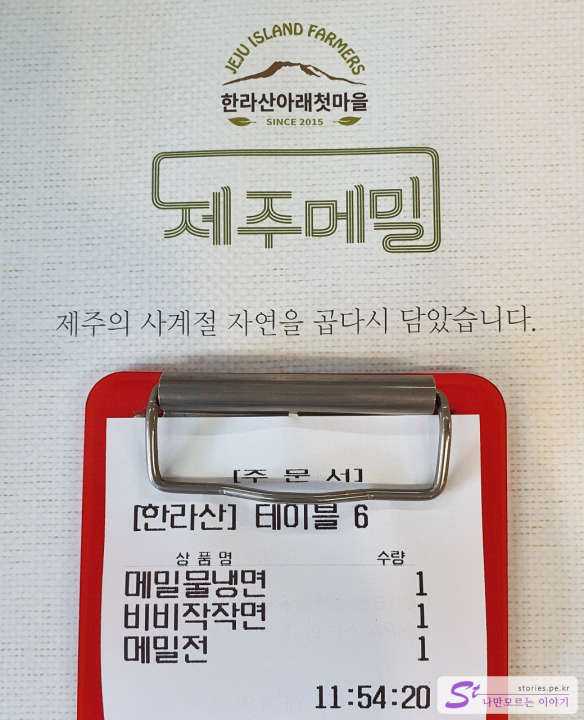 JEJU ISLAND FARMERS
한라산아래첫마을
SINCE 2015
제주메밀
제주의 사계절 자연을 곱다시 담았습니다.
[주 문 서]
[한라산] 테이블 6
상 품 명 수량
메밀물냉면 1
비비작작면 1
메밀전 1
11:54:20
St stories.pe.kr
나만모르는 이야기